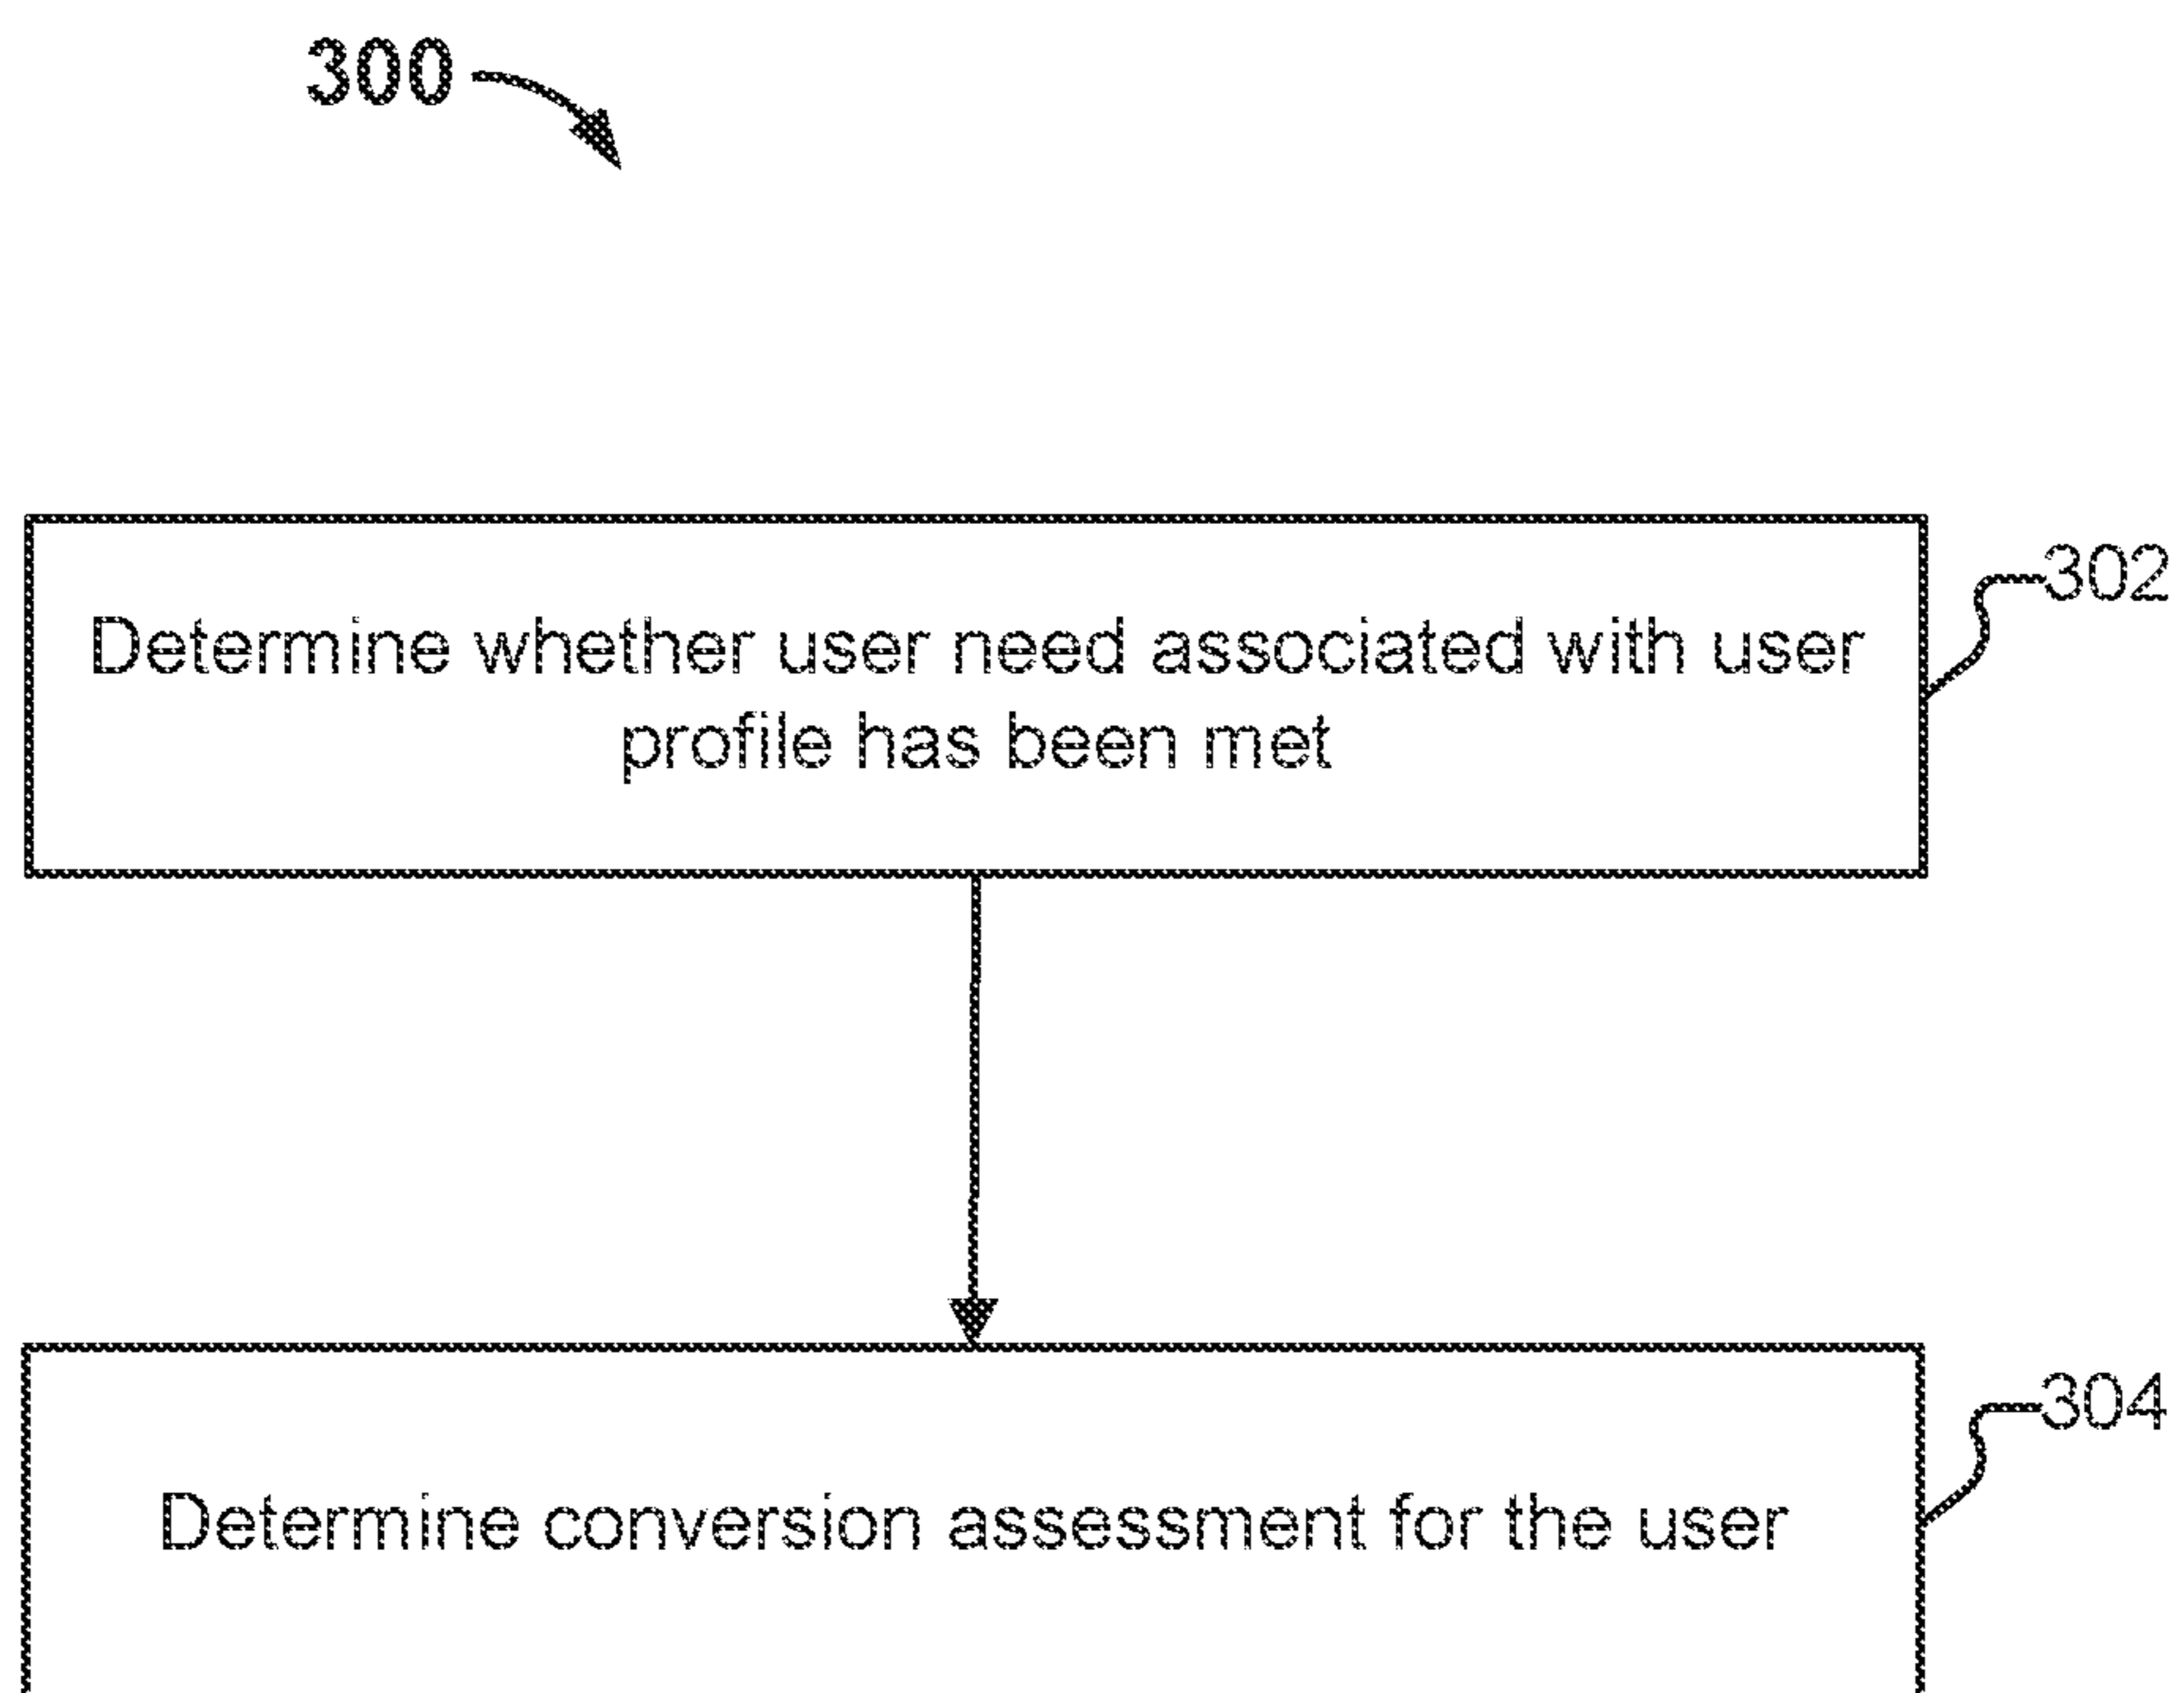 300
302
Determine whether user need associated with user
profile has been met
304
Determine conversion assessment for the user